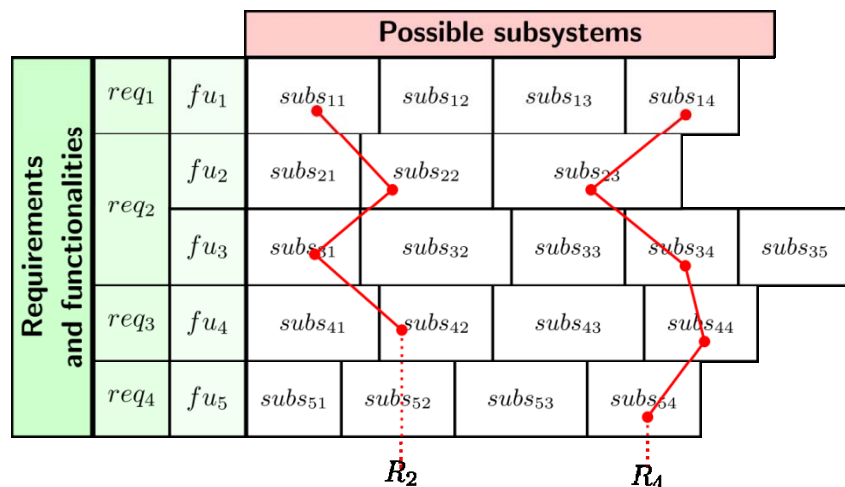 Possible subsystems
Requirements
and functionalities
req₁ fu₁ subs₁₁ subs₁₂ subs₁₃ subs₁₄
req₂ fu₂ subs₂₁ subs₂₂ subs₂₃
fu₃ subs₃₁ subs₃₂ subs₃₃ subs₃₄ subs₃₅
req₃ fu₄ subs₄₁ subs₄₂ subs₄₃ subs₄₄
req₄ fu₅ subs₅₁ subs₅₂ subs₅₃ subs₅₄
R₂ R₄